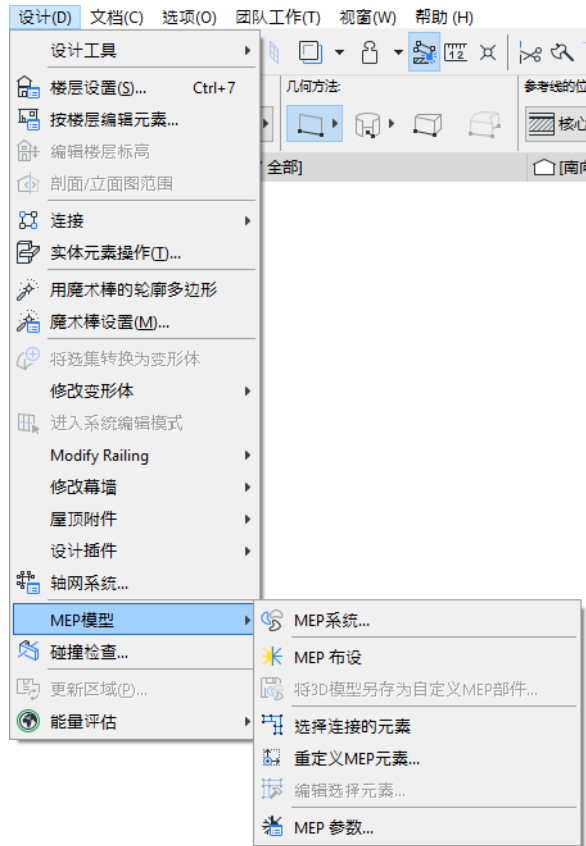 设计(D) 文档(C) 选项(O) 团队工作(T) 视窗(W) 帮助 (H)
设计工具
楼层设置(S)... Ctrl+7
按楼层编辑元素...
编辑楼层标高
剖面/立面图范围
连接
实体元素操作(T)...
用魔术棒的轮廓多边形
魔术棒设置(M)...
将选集转换为变形体
修改变形体
进入系统编辑模式
Modify Railing
修改幕墙
屋顶附件
设计插件
轴网系统...
MEP模型
碰撞检查...
更新区域(P)...
能量评估
12
几何方法:
参考线的位
核心
全部]
[南向
MEP系统...
MEP 布设
将3D模型另存为自定义MEP部件...
选择连接的元素
重定义MEP元素...
编辑选择元素...
MEP 参数...